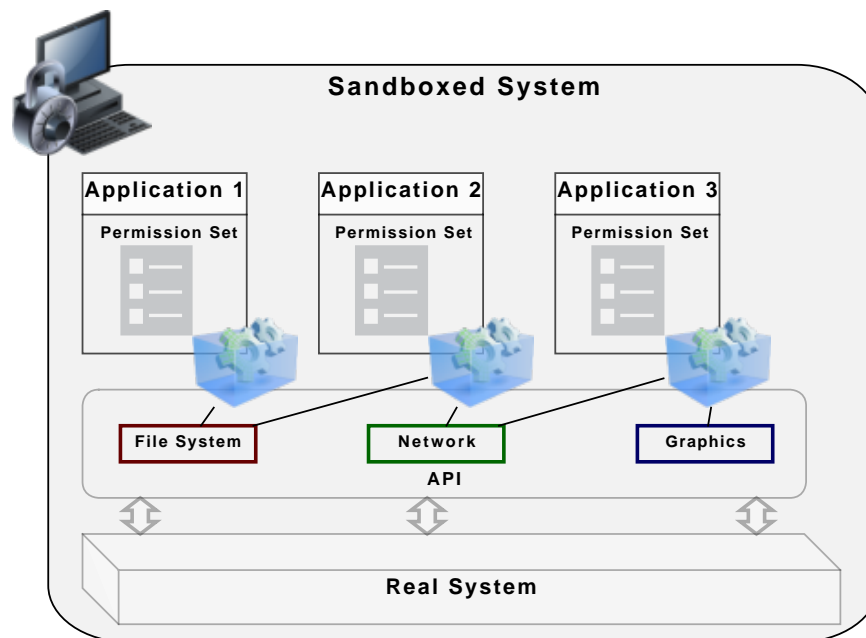 Sandboxed System
Application 1
Application 2
Application 3
Permission Set
Permission Set
Permission Set
File System
Network
Graphics
API
Real System